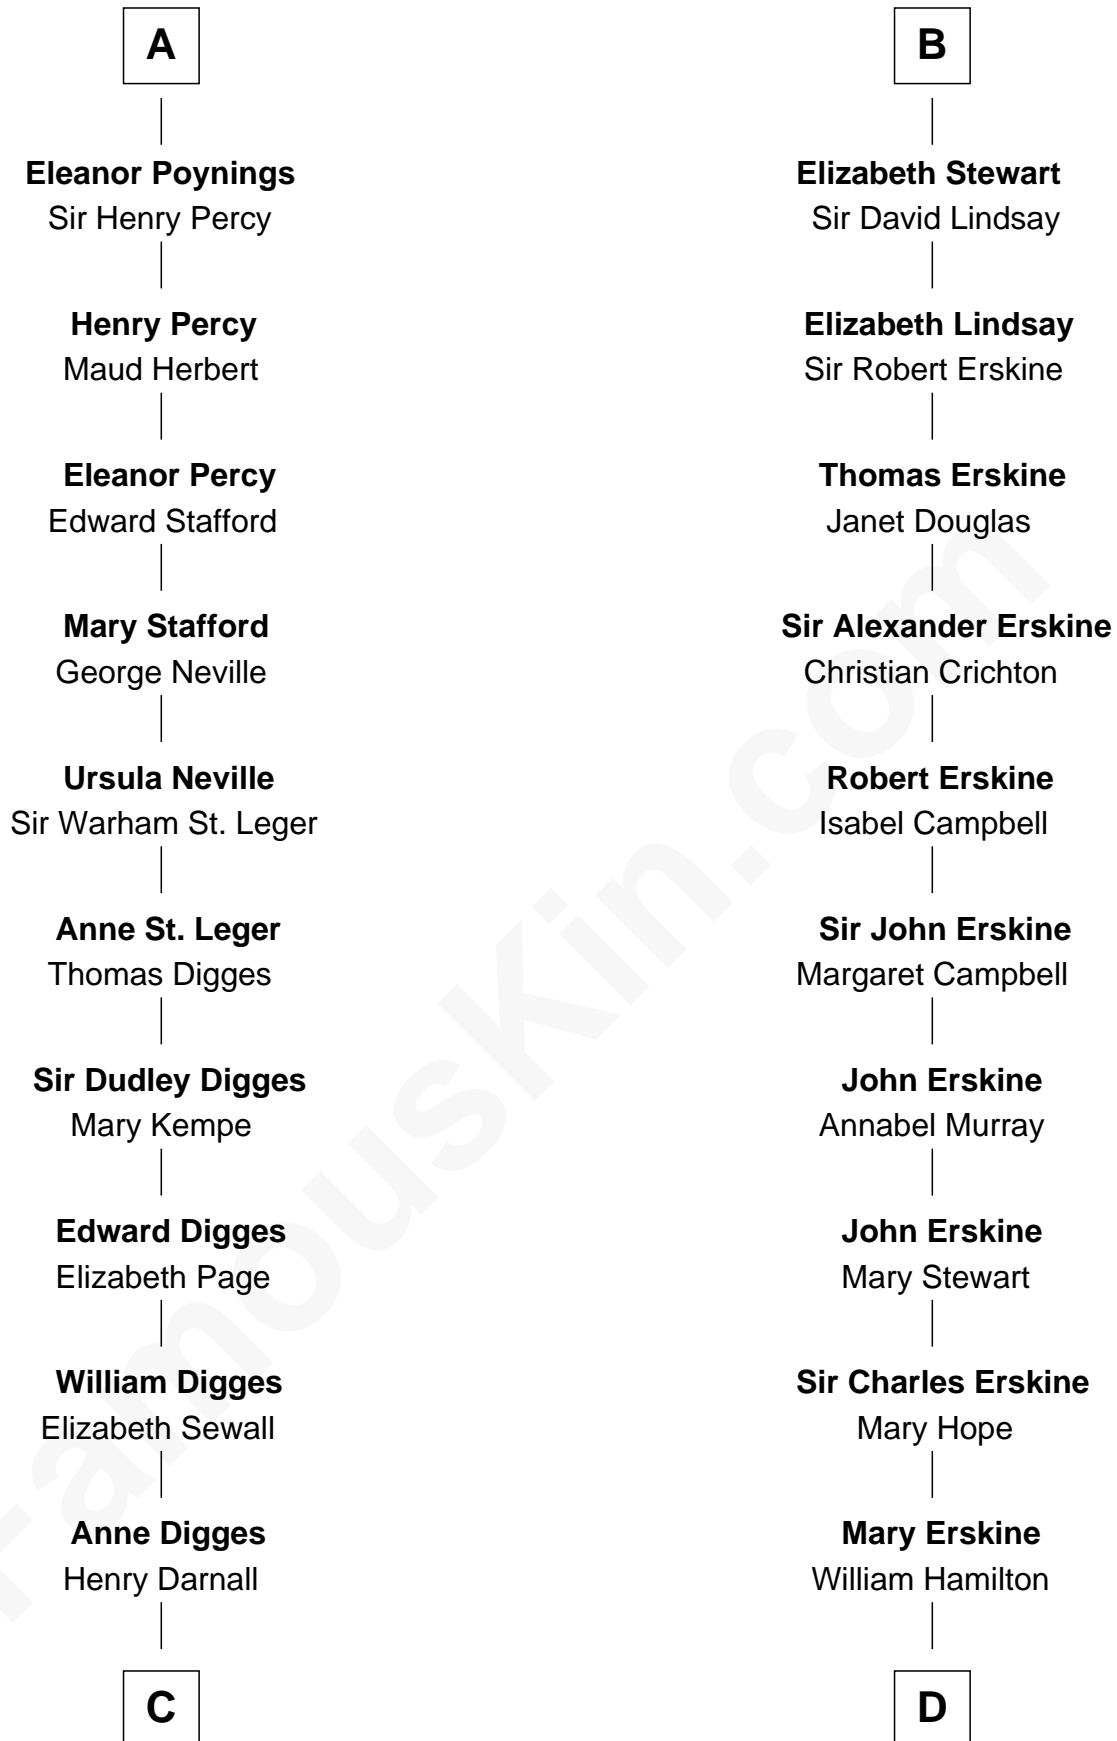 A
Eleanor Poynings
Sir Henry Percy
Henry Percy
Maud Herbert
Eleanor Percy
Edward Stafford
Mary Stafford
George Neville
Ursula Neville
Sir Warham St. Leger
Anne St. Leger
Thomas Digges
Sir Dudley Digges
Mary Kempe
Edward Digges
Elizabeth Page
William Digges
Elizabeth Sewall
Anne Digges
Henry Darnall
C
B
Elizabeth Stewart
Sir David Lindsay
Elizabeth Lindsay
Sir Robert Erskine
Thomas Erskine
Janet Douglas
Sir Alexander Erskine
Christian Crichton
Robert Erskine
Isabel Campbell
Sir John Erskine
Margaret Campbell
John Erskine
Annabel Murray
John Erskine
Mary Stewart
Sir Charles Erskine
Mary Hope
Mary Erskine
William Hamilton
D
FamousKin.com